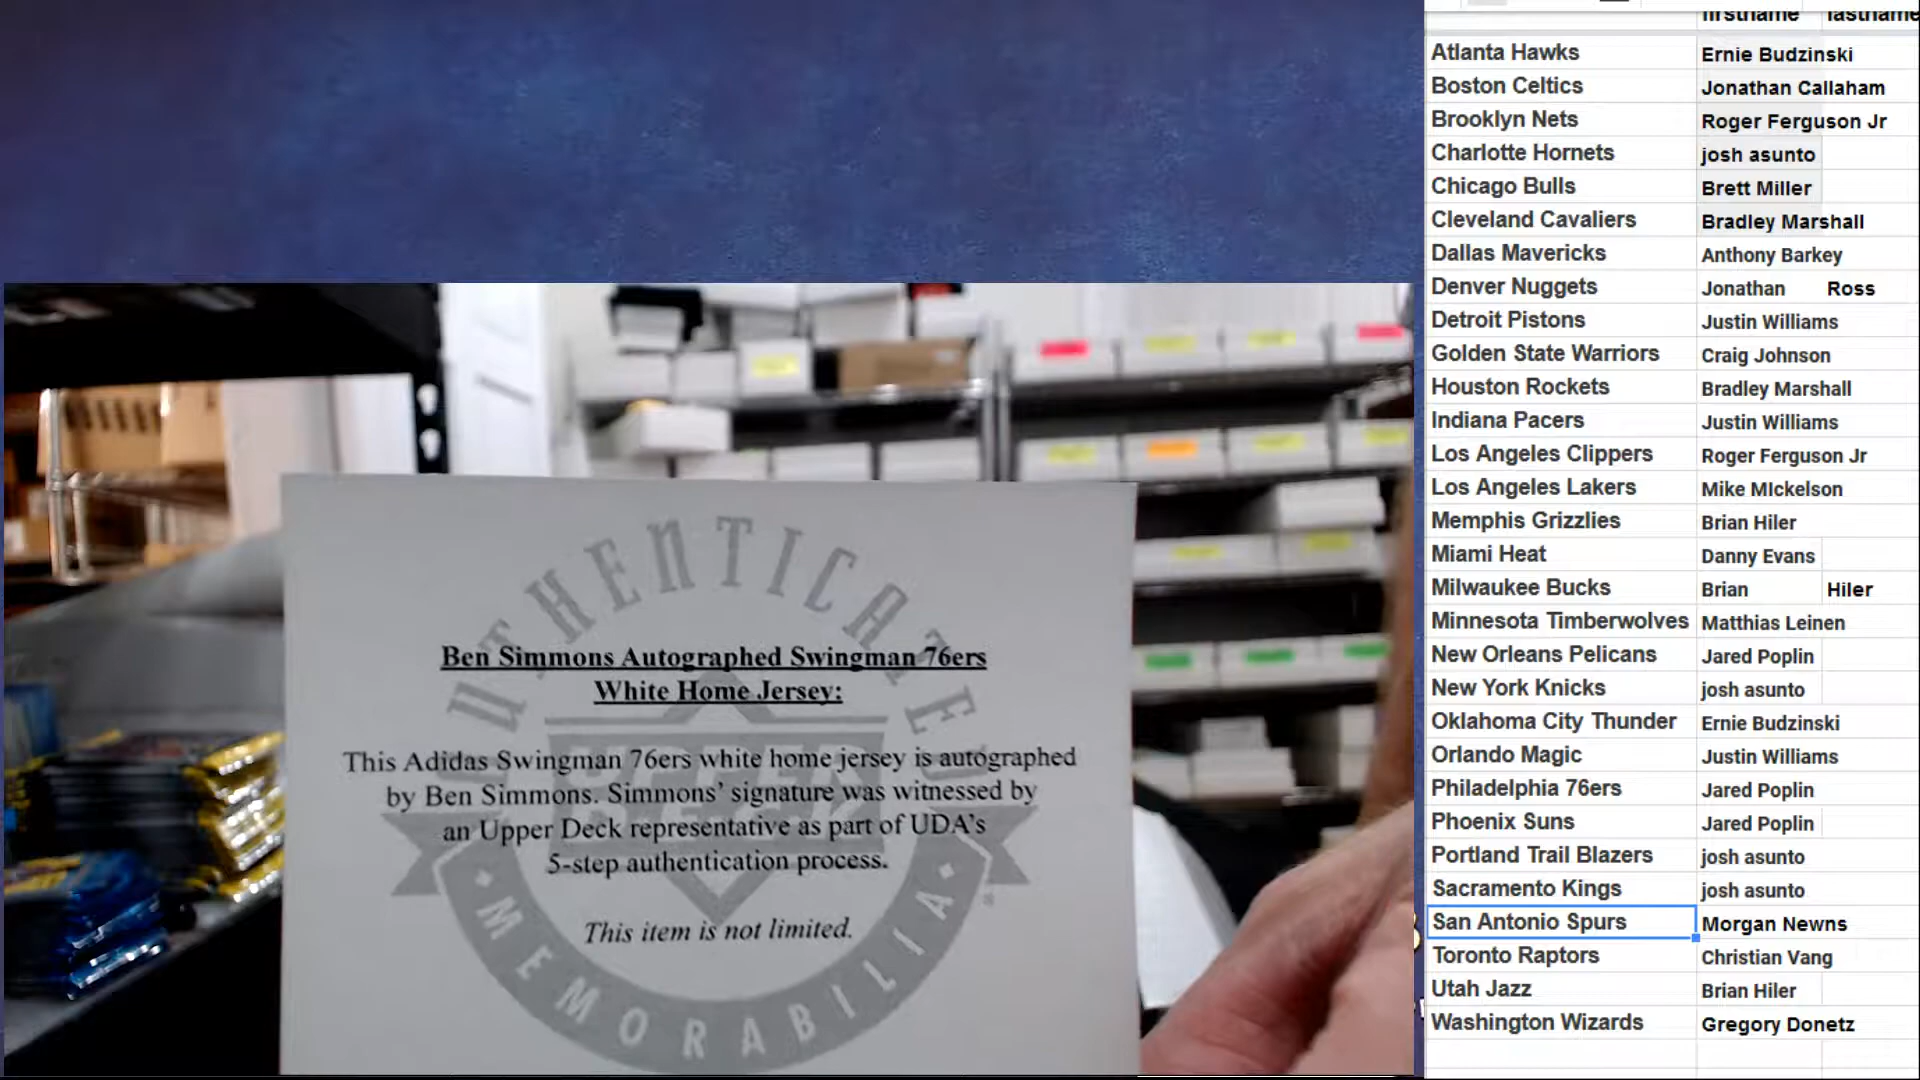 firstname lastname
Atlanta Hawks Ernie Budzinski
Boston Celtics Jonathan Callaham
Brooklyn Nets Roger Ferguson Jr
Charlotte Hornets josh asunto
Chicago Bulls Brett Miller
Cleveland Cavaliers Bradley Marshall
Dallas Mavericks Anthony Barkey
Denver Nuggets Jonathan Ross
Detroit Pistons Justin Williams
Golden State Warriors Craig Johnson
Houston Rockets Bradley Marshall
Indiana Pacers Justin Williams
Los Angeles Clippers Roger Ferguson Jr
Los Angeles Lakers Mike MIckelson
Memphis Grizzlies Brian Hiler
Miami Heat Danny Evans
Milwaukee Bucks Brian Hiler
Minnesota Timberwolves Matthias Leinen
New Orleans Pelicans Jared Poplin
New York Knicks josh asunto
Oklahoma City Thunder Ernie Budzinski
Orlando Magic Justin Williams
Philadelphia 76ers Jared Poplin
Phoenix Suns Jared Poplin
Portland Trail Blazers josh asunto
Sacramento Kings josh asunto
San Antonio Spurs Morgan Newns
Toronto Raptors Christian Vang
Utah Jazz Brian Hiler
Washington Wizards Gregory Donetz
AUTHENTICATED
Ben Simmons Autographed Swingman 76ers
White Home Jersey:
This Adidas Swingman 76ers white home jersey is autographed
by Ben Simmons. Simmons’ signature was witnessed by
an Upper Deck representative as part of UDA’s
5-step authentication process.
This item is not limited.
MEMORABILIA